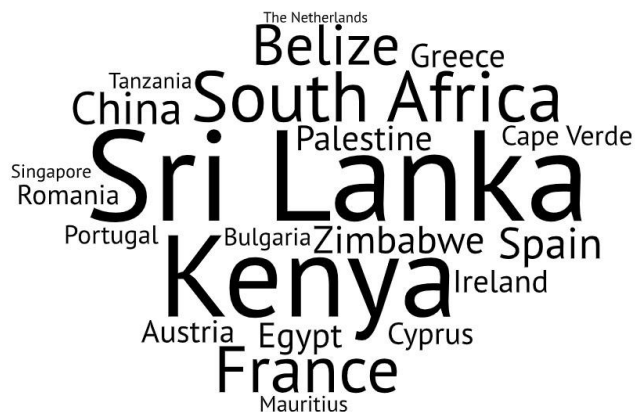 The Netherlands
Belize
Greece
Tanzania
China
South Africa
Palestine
Cape Verde
Sri Lanka
Singapore
Romania
Portugal
Bulgaria
Zimbabwe
Spain
Kenya
Ireland
Austria
Egypt
Cyprus
France
Mauritius